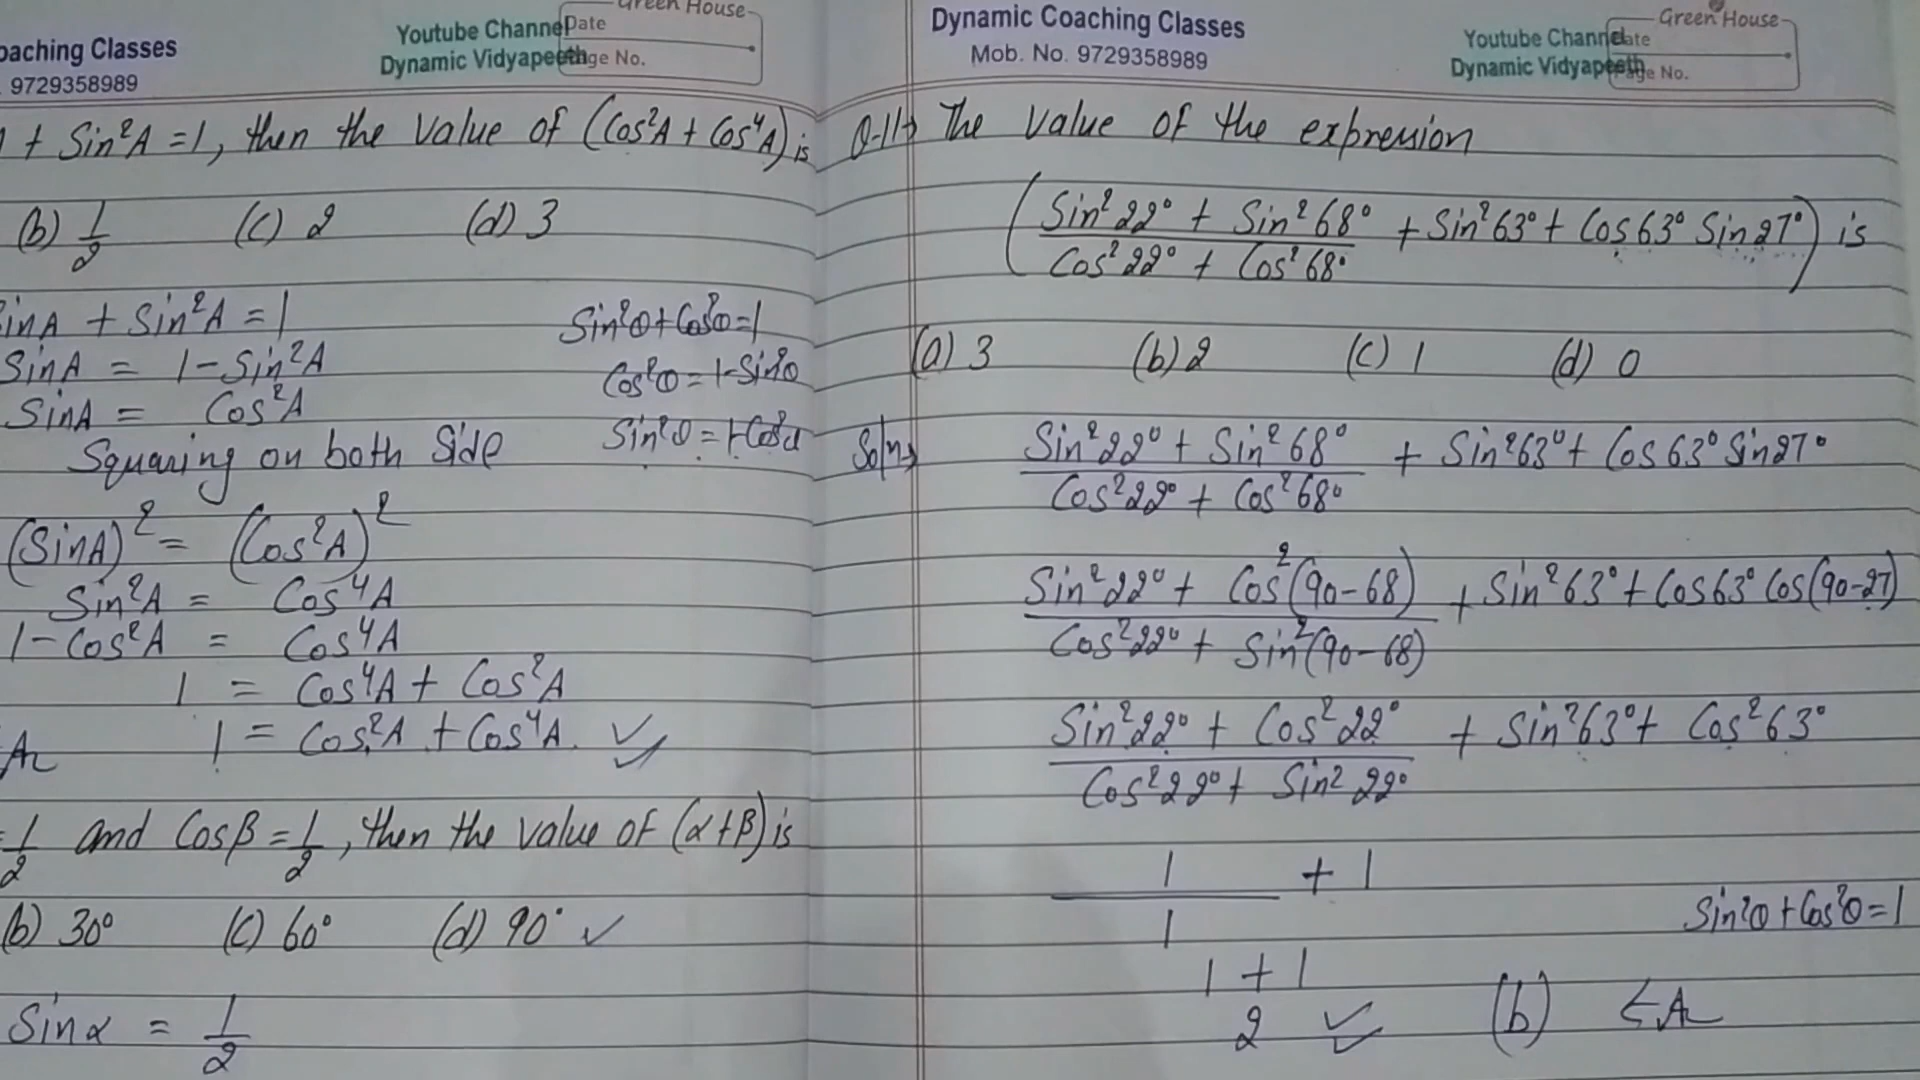 oaching Classes
9729358989
Youtube Channel
Dynamic Vidyapeeth
Green House
Date
ge No.
+ Sin²A = 1, then the value of (Cos²A + Cos⁴A) is
(b) 1/2 (c) 2 (d) 3
SinA + Sin²A = 1
SinA = 1 - Sin²A
SinA = Cos²A
Sin²θ + Cos²θ = 1
Cos²θ = 1 - Sin²θ
Sin²θ = 1 - Cos²θ
Squaring on both Side
(SinA)² = (Cos²A)²
Sin²A = Cos⁴A
1 - Cos²A = Cos⁴A
1 = Cos⁴A + Cos²A
1 = Cos²A + Cos⁴A.
= 1/2 and Cosβ = 1/2, then the value of (α+β) is
(b) 30° (c) 60° (d) 90° ✓
Sinα = 1/2
Dynamic Coaching Classes
Mob. No. 9729358989
Youtube Channel
Dynamic Vidyapeeth
Green House
ate
ge No.
Q-11→ The value of the expression
(Sin²22° + Sin²68° / Cos²22° + Cos²68° + Sin²63° + Cos63° Sin27°) is
(a) 3 (b) 2 (c) 1 (d) 0
Soln→ Sin²22° + Sin²68° / Cos²22° + Cos²68° + Sin²63° + Cos63° Sin27°
Sin²22° + Cos²(90-68) / Cos²22° + Sin²(90-68) + Sin²63° + Cos63° Cos(90-27)
Sin²22° + Cos²22° / Cos²22° + Sin²22° + Sin²63° + Cos²63°
1/1 + 1
Sin²θ + Cos²θ = 1
1 + 1
2 (b)